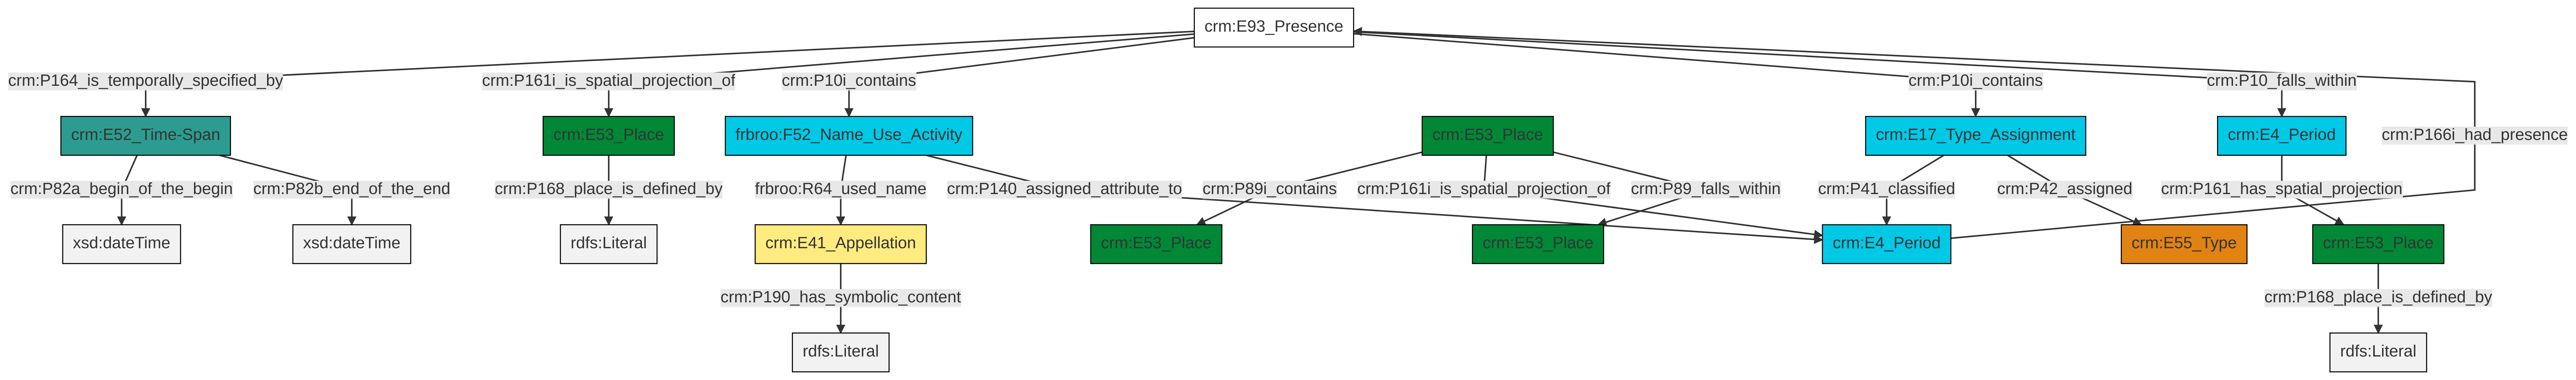 crm:E93_Presence
crm:P164_is_temporally_specified_by
crm:P161i_is_spatial_projection_of
crm:P10i_contains
crm:P10i_contains
crm:P10_falls_within
crm:E52_Time-Span
crm:E53_Place
frbroo:F52_Name_Use_Activity
crm:E53_Place
crm:E17_Type_Assignment
crm:E4_Period
crm:P166i_had_presence
crm:P82a_begin_of_the_begin
crm:P82b_end_of_the_end
crm:P168_place_is_defined_by
frbroo:R64_used_name
crm:P140_assigned_attribute_to
crm:P89i_contains
crm:P161i_is_spatial_projection_of
crm:P89_falls_within
crm:P41_classified
crm:P42_assigned
crm:P161_has_spatial_projection
xsd:dateTime
xsd:dateTime
rdfs:Literal
crm:E41_Appellation
crm:E53_Place
crm:E53_Place
crm:E4_Period
crm:E55_Type
crm:E53_Place
crm:P190_has_symbolic_content
crm:P168_place_is_defined_by
rdfs:Literal
rdfs:Literal